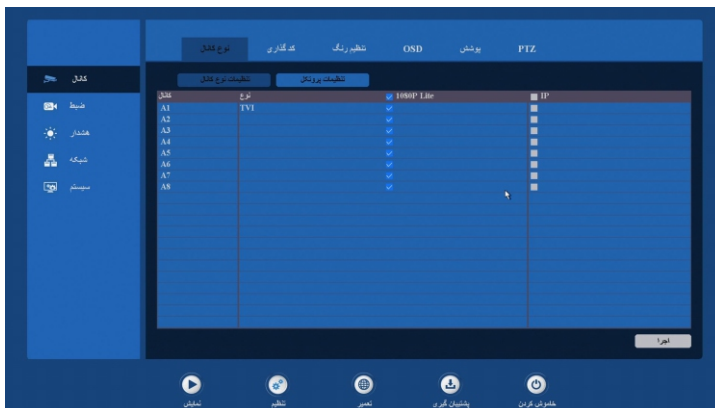 نوع کانال	کد گذاری	تنظیم رنگ	OSD	پوشش	PTZ
تنظیمات نوع کانال	تنظیمات پروتکل
کانال
ضبط
هشدار
شبکه
سیستم
کانال	نوع	1080P Lite	IP
A1	TVI
A2
A3
A4
A5
A6
A7
A8
اجرا
نمایش	تنظیم	تعمیر	پشتیبان گیری	خاموش کردن